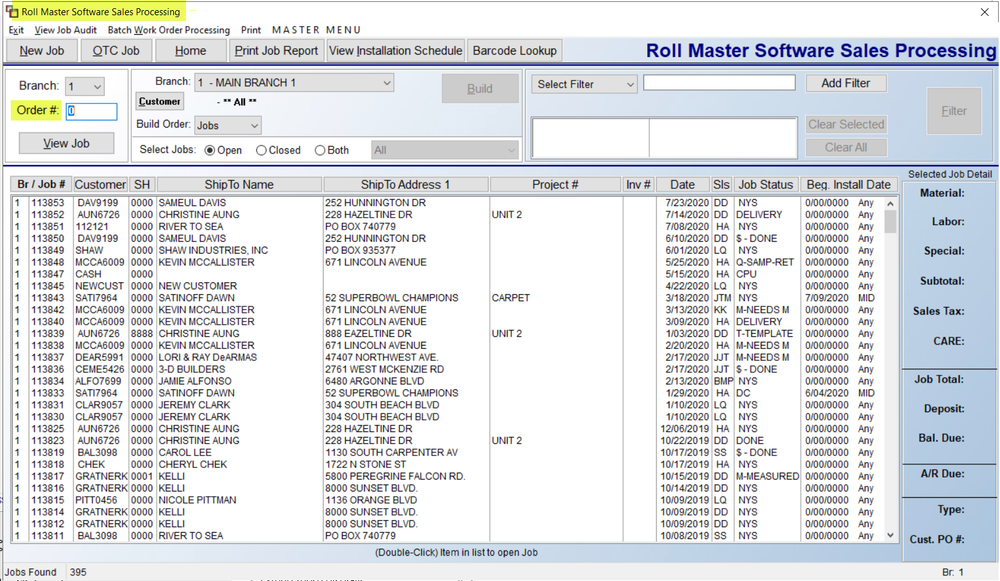 Roll Master Software Sales Processing
Exit View Job Audit Batch Work Order Processing Print MASTER MENU
New Job OTC Job Home Print Job Report View Installation Schedule Barcode Lookup Roll Master Software Sales Processing
Branch: 1
Order #: 0
View Job
Branch: 1 - MAIN BRANCH 1
Customer - ** All **
Build
Build Order: Jobs
Select Jobs: Open Closed Both All
Select Filter Add Filter
Clear Selected
Clear All
Filter
Br / Job # Customer SH ShipTo Name ShipTo Address 1 Project # Inv # Date Sls Job Status Beg. Install Date
1 113853 DAV9199 0000 SAMEUL DAVIS 252 HUNNINGTON DR 7/23/2020 DD NYS 0/00/0000 Any
1 113852 AUN6726 0000 CHRISTINE AUNG 228 HAZELTINE DR UNIT 2 7/14/2020 DD DELIVERY 0/00/0000 Any
1 113851 112121 0000 RIVER TO SEA PO BOX 740779 7/08/2020 HA NYS 0/00/0000 Any
1 113850 DAV9199 0000 SAMEUL DAVIS 252 HUNNINGTON DR 6/10/2020 DD $ - DONE 0/00/0000 Any
1 113849 SHAW 0000 SHAW INDUSTRIES, INC PO BOX 935377 6/01/2020 LQ NYS 0/00/0000 Any
1 113848 MCCA6009 0000 KEVIN MCCALLISTER 671 LINCOLN AVENUE 5/25/2020 HA Q-SAMP-RET 0/00/0000 Any
1 113847 CASH 0000 5/15/2020 HA CPU 0/00/0000 Any
1 113845 NEWCUST 0000 NEW CUSTOMER 4/22/2020 LQ NYS 0/00/0000 Any
1 113843 SATI7964 0000 SATINOFF DAWN 52 SUPERBOWL CHAMPIONS CARPET 3/18/2020 JTM NYS 7/09/2020 MID
1 113842 MCCA6009 0000 KEVIN MCCALLISTER 671 LINCOLN AVENUE 3/13/2020 KK M-NEEDS M 0/00/0000 Any
1 113840 MCCA6009 0000 KEVIN MCCALLISTER 671 LINCOLN AVENUE 3/09/2020 HA DELIVERY 0/00/0000 Any
1 113839 AUN6726 8888 CHRISTINE AUNG 888 EAZELTINE DR UNIT 2 1/03/2020 DD T-TEMPLATE 0/00/0000 Any
1 113838 MCCA6009 0000 KEVIN MCCALLISTER 671 LINCOLN AVENUE 2/20/2020 HA M-NEEDS M 0/00/0000 Any
1 113837 DEAR5991 0000 LORI & RAY DeARMAS 47407 NORTHWEST AVE. 2/17/2020 JJT M-NEEDS M 0/00/0000 Any
1 113836 CEME5426 0000 3-D BUILDERS 2761 WEST MCKENZIE RD 2/17/2020 JJT $ - DONE 0/00/0000 Any
1 113834 ALFO7699 0000 JAMIE ALFONSO 6480 ARGONNE BLVD 2/13/2020 BMP NYS 0/00/0000 Any
1 113833 SATI7964 0000 SATINOFF DAWN 52 SUPERBOWL CHAMPIONS 1/29/2020 HA DC 6/04/2020 MID
1 113831 CLAR9057 0000 JEREMY CLARK 304 SOUTH BEACH BLVD 1/10/2020 LQ NYS 0/00/0000 Any
1 113830 CLAR9057 0000 JEREMY CLARK 304 SOUTH BEACH BLVD 1/10/2020 LQ NYS 0/00/0000 Any
1 113825 AUN6726 0000 CHRISTINE AUNG 228 HAZELTINE DR 12/06/2019 HA NYS 0/00/0000 Any
1 113823 AUN6726 0000 CHRISTINE AUNG 228 HAZELTINE DR UNIT 2 10/22/2019 DD DONE 0/00/0000 Any
1 113819 BAL3098 0000 CAROL LEE 1130 SOUTH CARPENTER AV 10/17/2019 SS $ - DONE 0/00/0000 Any
1 113818 CHEK 0000 CHERYL CHEK 1722 N STONE ST 10/17/2019 HA NYS 0/00/0000 Any
1 113817 GRATNERK 0001 KELLI 5800 PEREGRINE FALCON RD. 10/15/2019 DD M-MEASURED 0/00/0000 Any
1 113816 GRATNERK 0000 KELLI 8000 SUNSET BLVD. 10/14/2019 DD NYS 0/00/0000 Any
1 113815 PITT0456 0000 NICOLE PITTMAN 1136 ORANGE BLVD 10/09/2019 LQ NYS 0/00/0000 Any
1 113814 GRATNERK 0000 KELLI 8000 SUNSET BLVD. 10/09/2019 DD NYS 0/00/0000 Any
1 113812 GRATNERK 0000 KELLI 8000 SUNSET BLVD. 10/09/2019 DD NYS 0/00/0000 Any
1 113811 BAL3098 0000 RIVER TO SEA PO BOX 740779 10/08/2019 SS NYS 0/00/0000 Any
(Double-Click) Item in list to open Job
Selected Job Detail
Material:
Labor:
Special:
Subtotal:
Sales Tax:
CARE:
Job Total:
Deposit:
Bal. Due:
A/R Due:
Type:
Cust. PO #:
Jobs Found 395 Br: 1